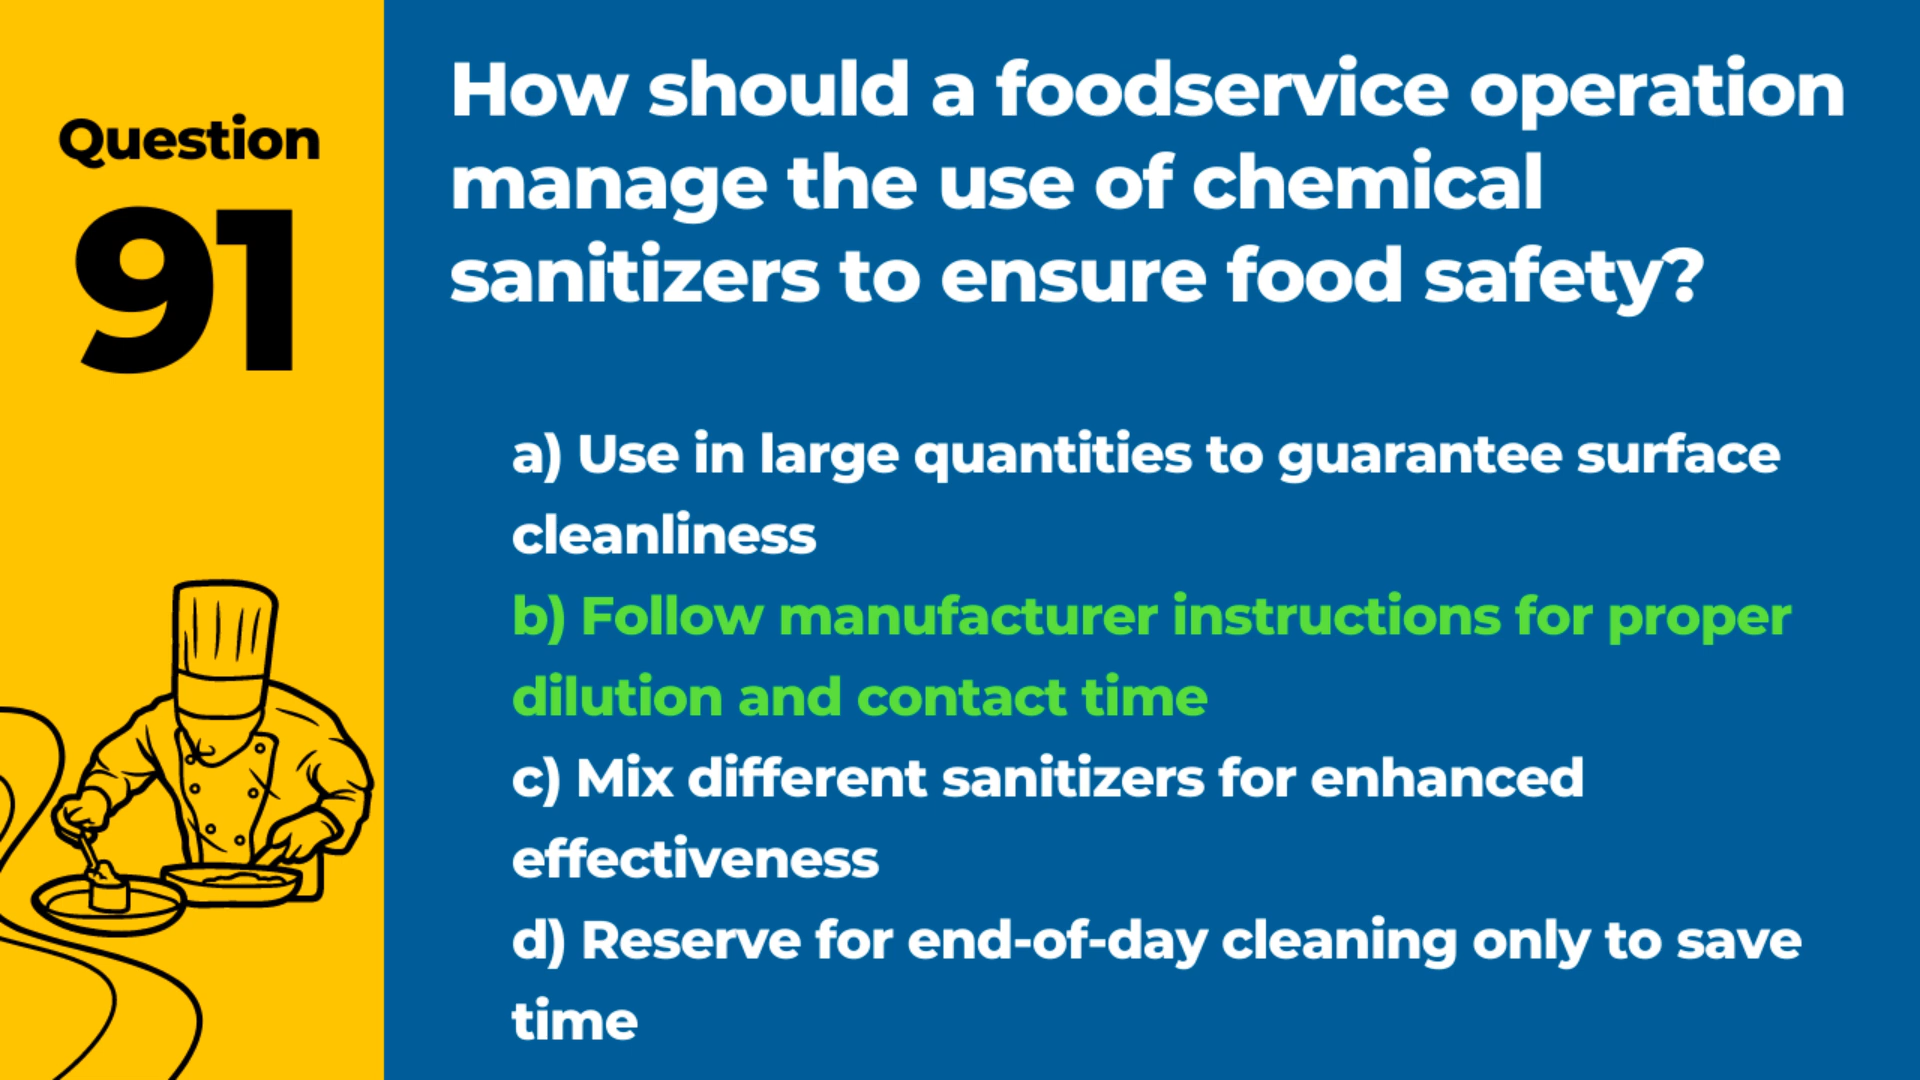 Question
91
How should a foodservice operation
manage the use of chemical
sanitizers to ensure food safety?
a) Use in large quantities to guarantee surface
cleanliness
b) Follow manufacturer instructions for proper
dilution and contact time
c) Mix different sanitizers for enhanced
effectiveness
d) Reserve for end-of-day cleaning only to save
time